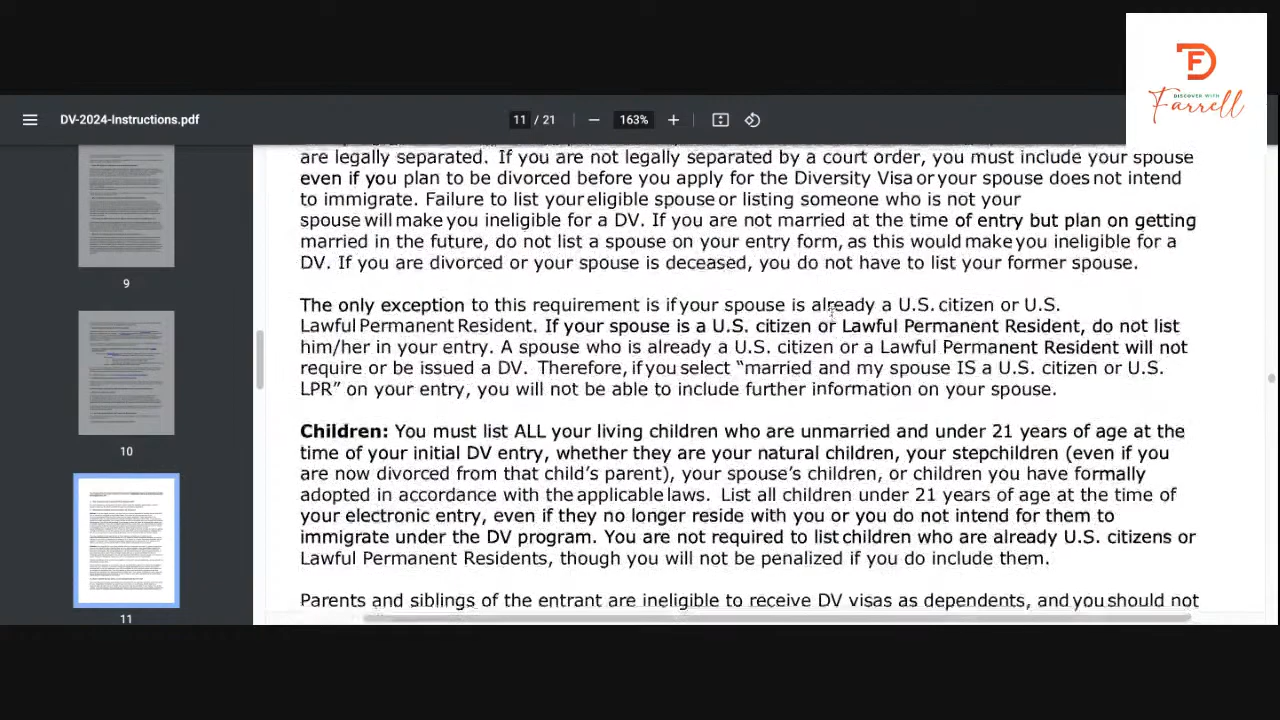 DISCOVER WITH
Farrell
DV-2024-Instructions.pdf
11 / 21
163%
are legally separated. If you are not legally separated by a court order, you must include your spouse
even if you plan to be divorced before you apply for the Diversity Visa or your spouse does not intend
to immigrate. Failure to list your eligible spouse or listing someone who is not your
spouse will make you ineligible for a DV. If you are not married at the time of entry but plan on getting
married in the future, do not list a spouse on your entry form, as this would make you ineligible for a
DV. If you are divorced or your spouse is deceased, you do not have to list your former spouse.
The only exception to this requirement is if your spouse is already a U.S. citizen or U.S.
Lawful Permanent Resident. If your spouse is a U.S. citizen or Lawful Permanent Resident, do not list
him/her in your entry. A spouse who is already a U.S. citizen or a Lawful Permanent Resident will not
require or be issued a DV. Therefore, if you select “married and my spouse IS a U.S. citizen or U.S.
LPR” on your entry, you will not be able to include further information on your spouse.
Children: You must list ALL your living children who are unmarried and under 21 years of age at the
time of your initial DV entry, whether they are your natural children, your stepchildren (even if you
are now divorced from that child’s parent), your spouse’s children, or children you have formally
adopted in accordance with the applicable laws. List all children under 21 years of age at the time of
your electronic entry, even if they no longer reside with you or you do not intend for them to
immigrate under the DV program. You are not required to list children who are already U.S. citizens or
Lawful Permanent Residents, though you will not be penalized if you do include them.
Parents and siblings of the entrant are ineligible to receive DV visas as dependents, and you should not
9
10
11